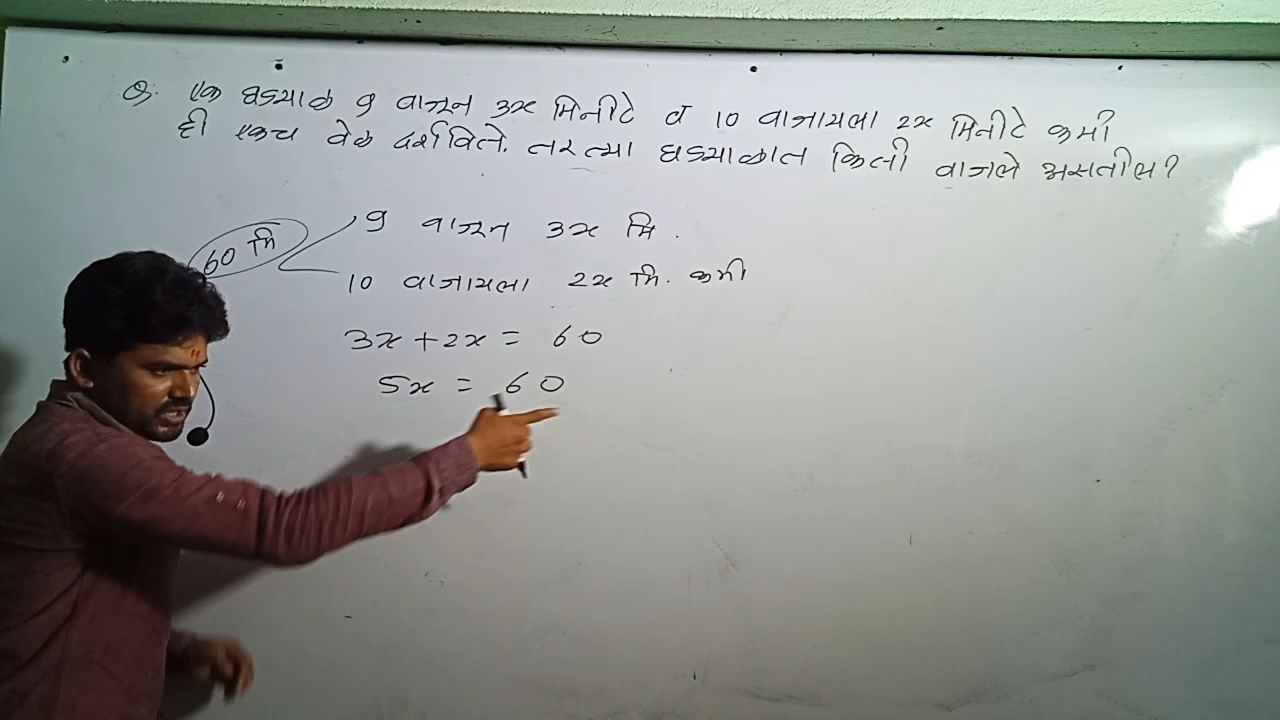 Q. एक घड्याळ 9 वाजून 3x मिनीटे व 10 वाजायला 2x मिनीटे कमी
ही एकच वेळ दर्शविते. तर त्या घड्याळात किती वाजले असतील?
60 मि
9 वाजून 3x मि.
10 वाजायला 2x मि. कमी
3x + 2x = 60
5x = 60